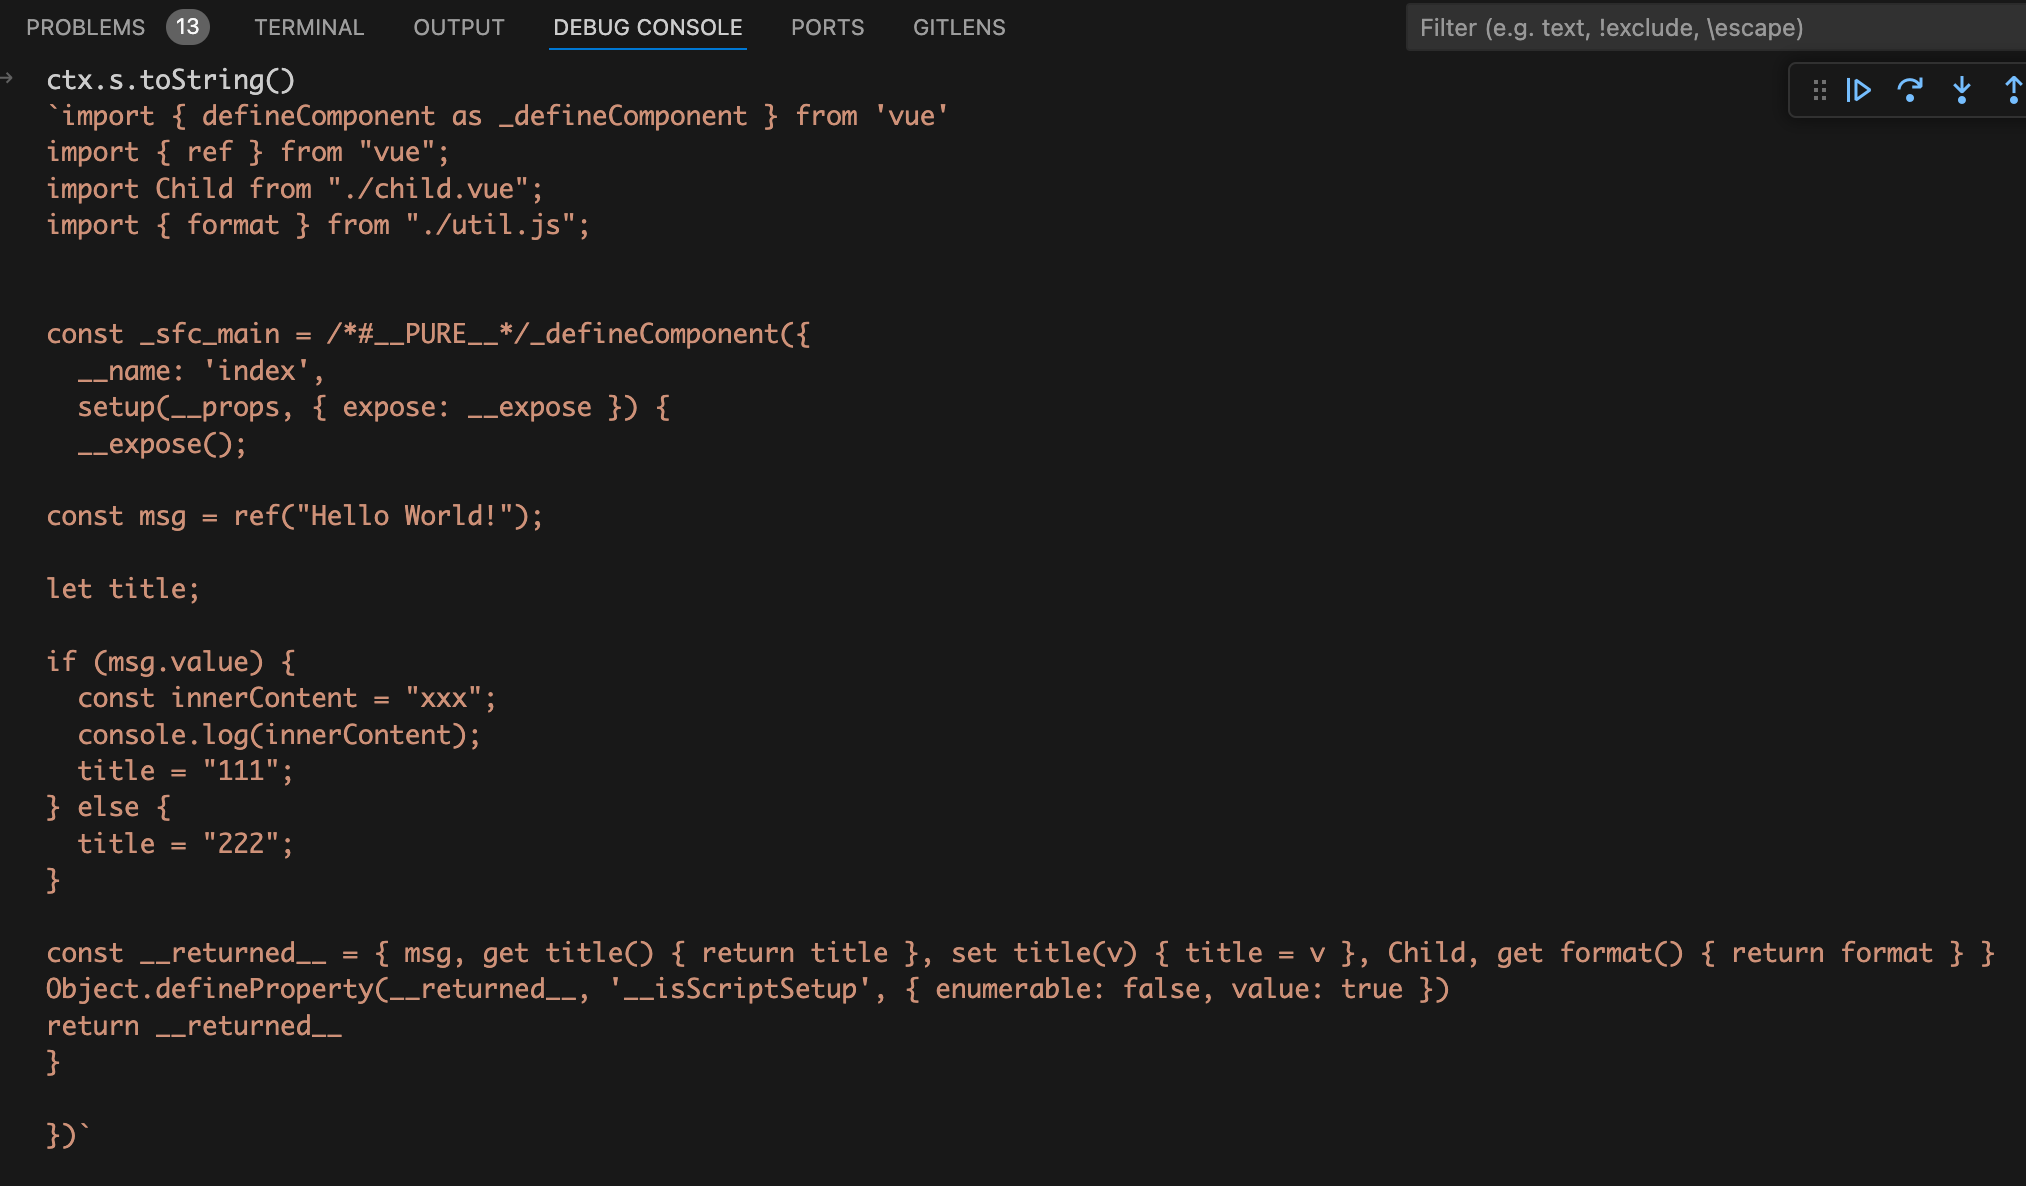 PROBLEMS 13 TERMINAL OUTPUT DEBUG CONSOLE PORTS GITLENS Filter (e.g. text, !exclude, \escape)
ctx.s.toString()
`import { defineComponent as _defineComponent } from 'vue'
import { ref } from "vue";
import Child from "./child.vue";
import { format } from "./util.js";
const _sfc_main = /*#__PURE__*/_defineComponent({
  __name: 'index',
  setup(__props, { expose: __expose }) {
  __expose();
const msg = ref("Hello World!");
let title;
if (msg.value) {
  const innerContent = "xxx";
  console.log(innerContent);
  title = "111";
} else {
  title = "222";
}
const __returned__ = { msg, get title() { return title }, set title(v) { title = v }, Child, get format() { return format } }
Object.defineProperty(__returned__, '__isScriptSetup', { enumerable: false, value: true })
return __returned__
}
})`